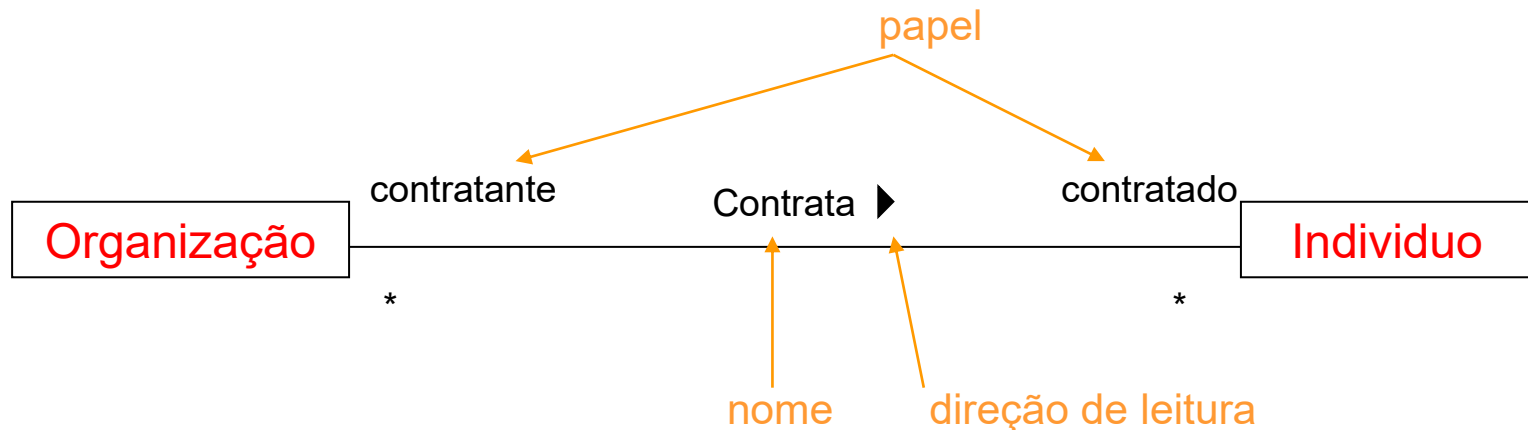 papel
contratante
Contrata
contratado
Organização
Individuo
*
*
nome
direção de leitura